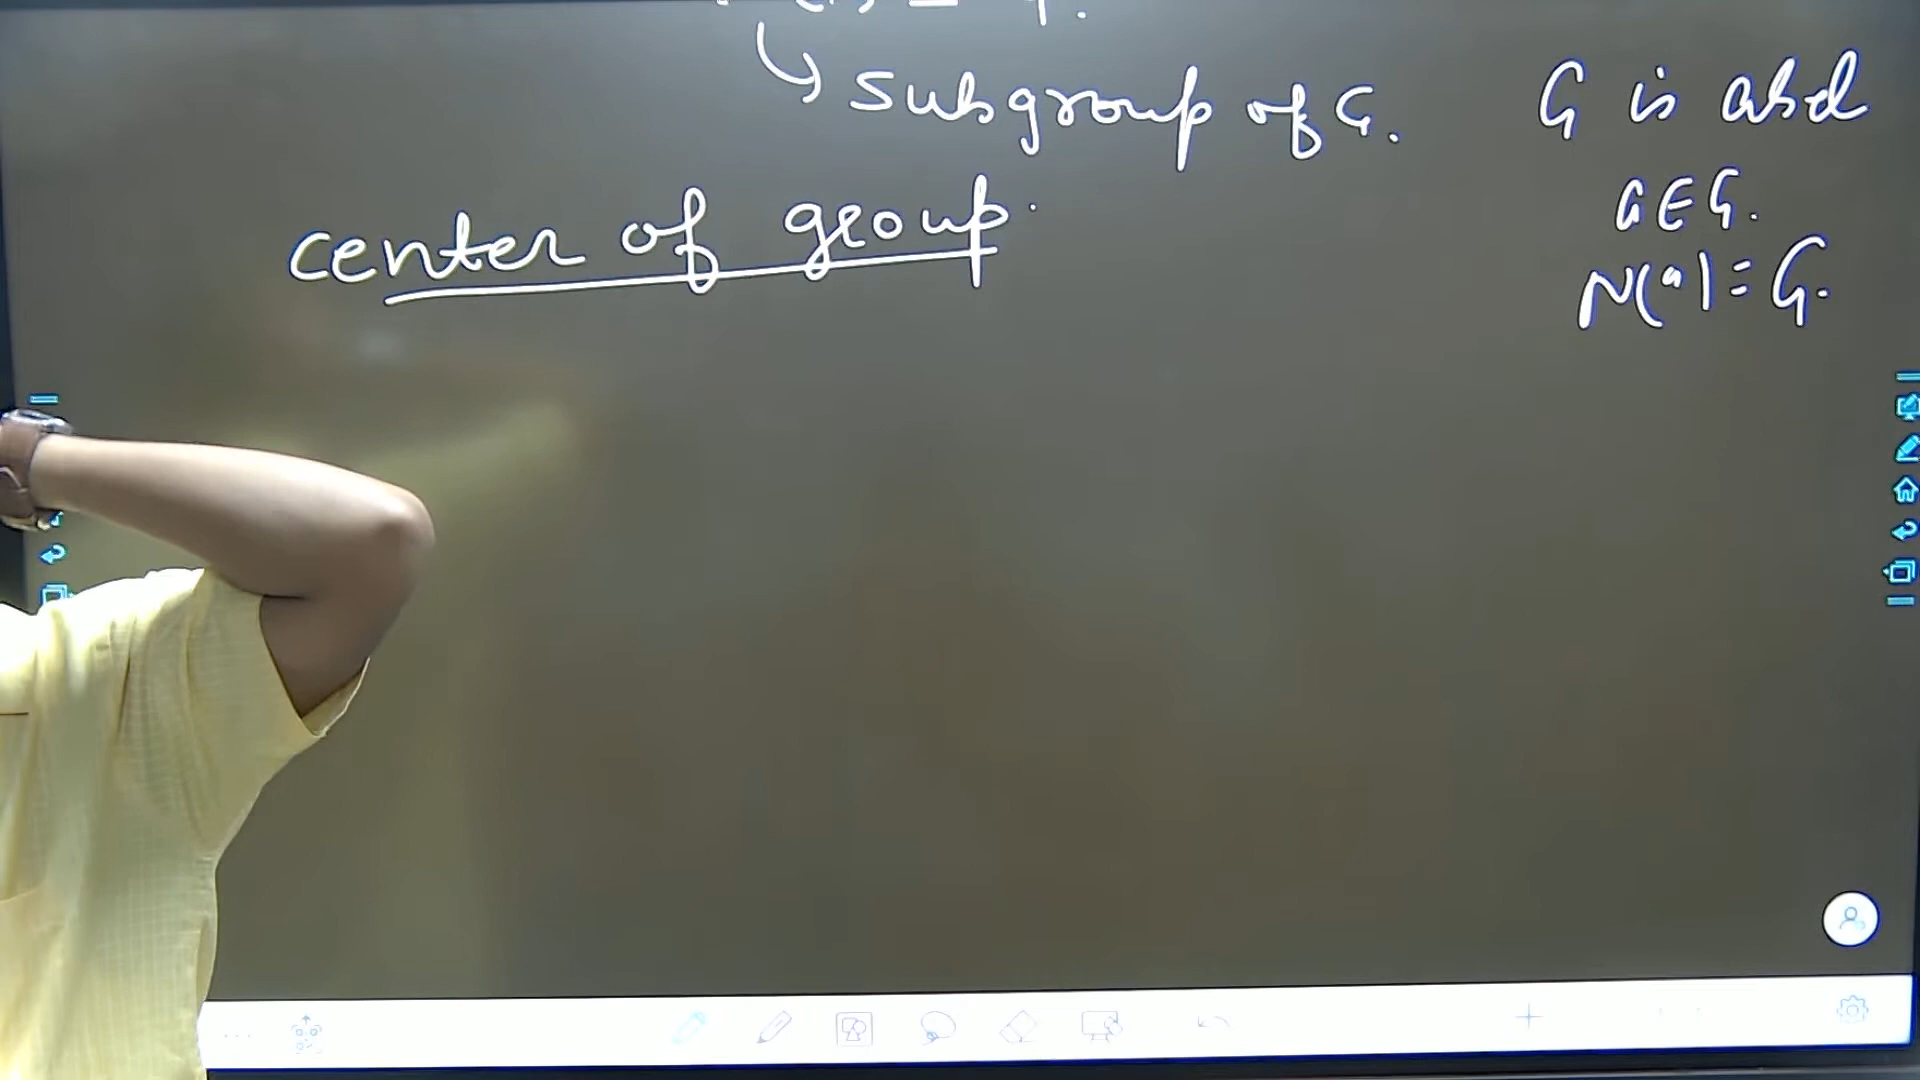 subgroup of G.
center of group.
G is abel
a ∈ G.
N(a) = G.